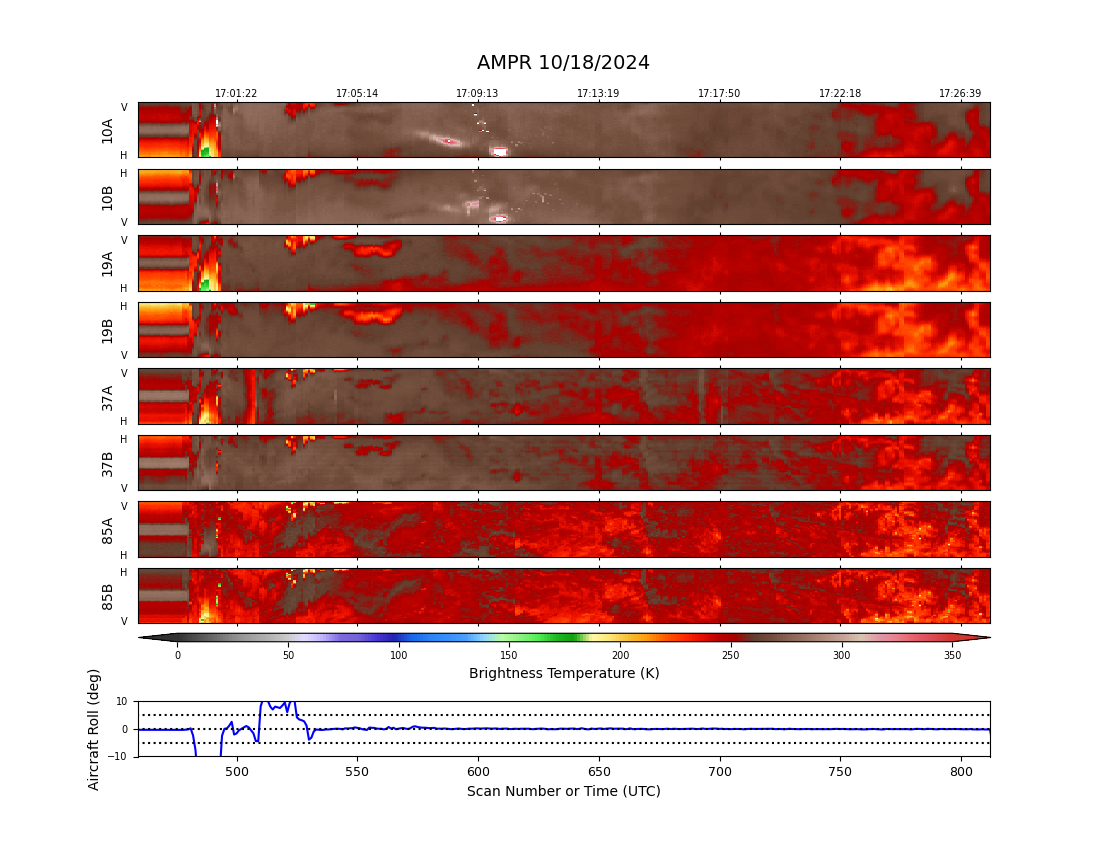 AMPR 10/18/2024
17:01:22 17:05:14 17:09:13 17:13:19 17:17:50 17:22:18 17:26:39
V
10A
H
H
10B
V
V
19A
H
H
19B
V
V
37A
H
H
37B
V
V
85A
H
H
85B
V
0 50 100 150 200 250 300 350
Brightness Temperature (K)
Aircraft Roll (deg)
10
0
−10
500 550 600 650 700 750 800
Scan Number or Time (UTC)